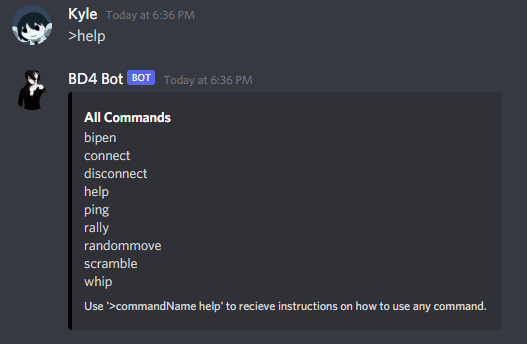 Kyle Today at 6:36 PM
>help
BD4 Bot BOT Today at 6:36 PM
All Commands
bipen
connect
disconnect
help
ping
rally
randommove
scramble
whip
Use '>commandName help' to recieve instructions on how to use any command.